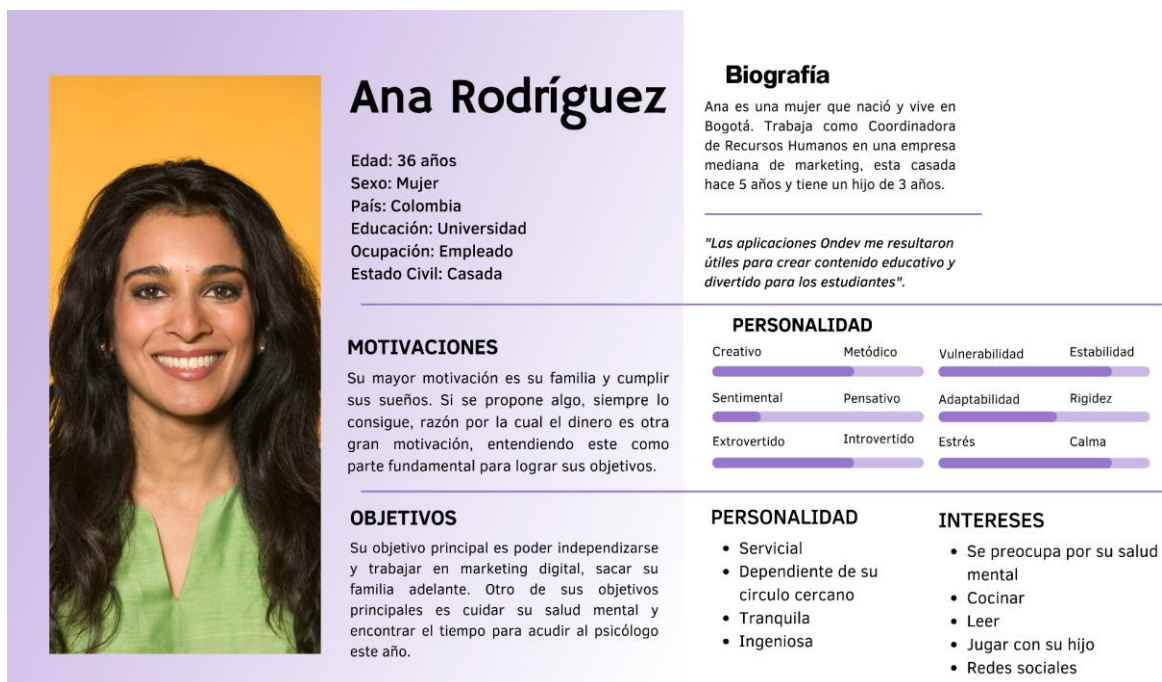 Ana Rodríguez
Edad: 36 años
Sexo: Mujer
País: Colombia
Educación: Universidad
Ocupación: Empleado
Estado Civil: Casada
Biografía
Ana es una mujer que nació y vive en
Bogotá. Trabaja como Coordinadora
de Recursos Humanos en una empresa
mediana de marketing, esta casada
hace 5 años y tiene un hijo de 3 años.
"Las aplicaciones Ondev me resultaron
útiles para crear contenido educativo y
divertido para los estudiantes".
MOTIVACIONES
Su mayor motivación es su familia y cumplir
sus sueños. Si se propone algo, siempre lo
consigue, razón por la cual el dinero es otra
gran motivación, entendiendo este como
parte fundamental para lograr sus objetivos.
PERSONALIDAD
Creativo Metódico Vulnerabilidad Estabilidad
Sentimental Pensativo Adaptabilidad Rigidez
Extrovertido Introvertido Estrés Calma
OBJETIVOS
Su objetivo principal es poder independizarse
y trabajar en marketing digital, sacar su
familia adelante. Otro de sus objetivos
principales es cuidar su salud mental y
encontrar el tiempo para acudir al psicólogo
este año.
PERSONALIDAD
• Servicial
• Dependiente de su
circulo cercano
• Tranquila
• Ingeniosa
INTERESES
• Se preocupa por su salud
mental
• Cocinar
• Leer
• Jugar con su hijo
• Redes sociales